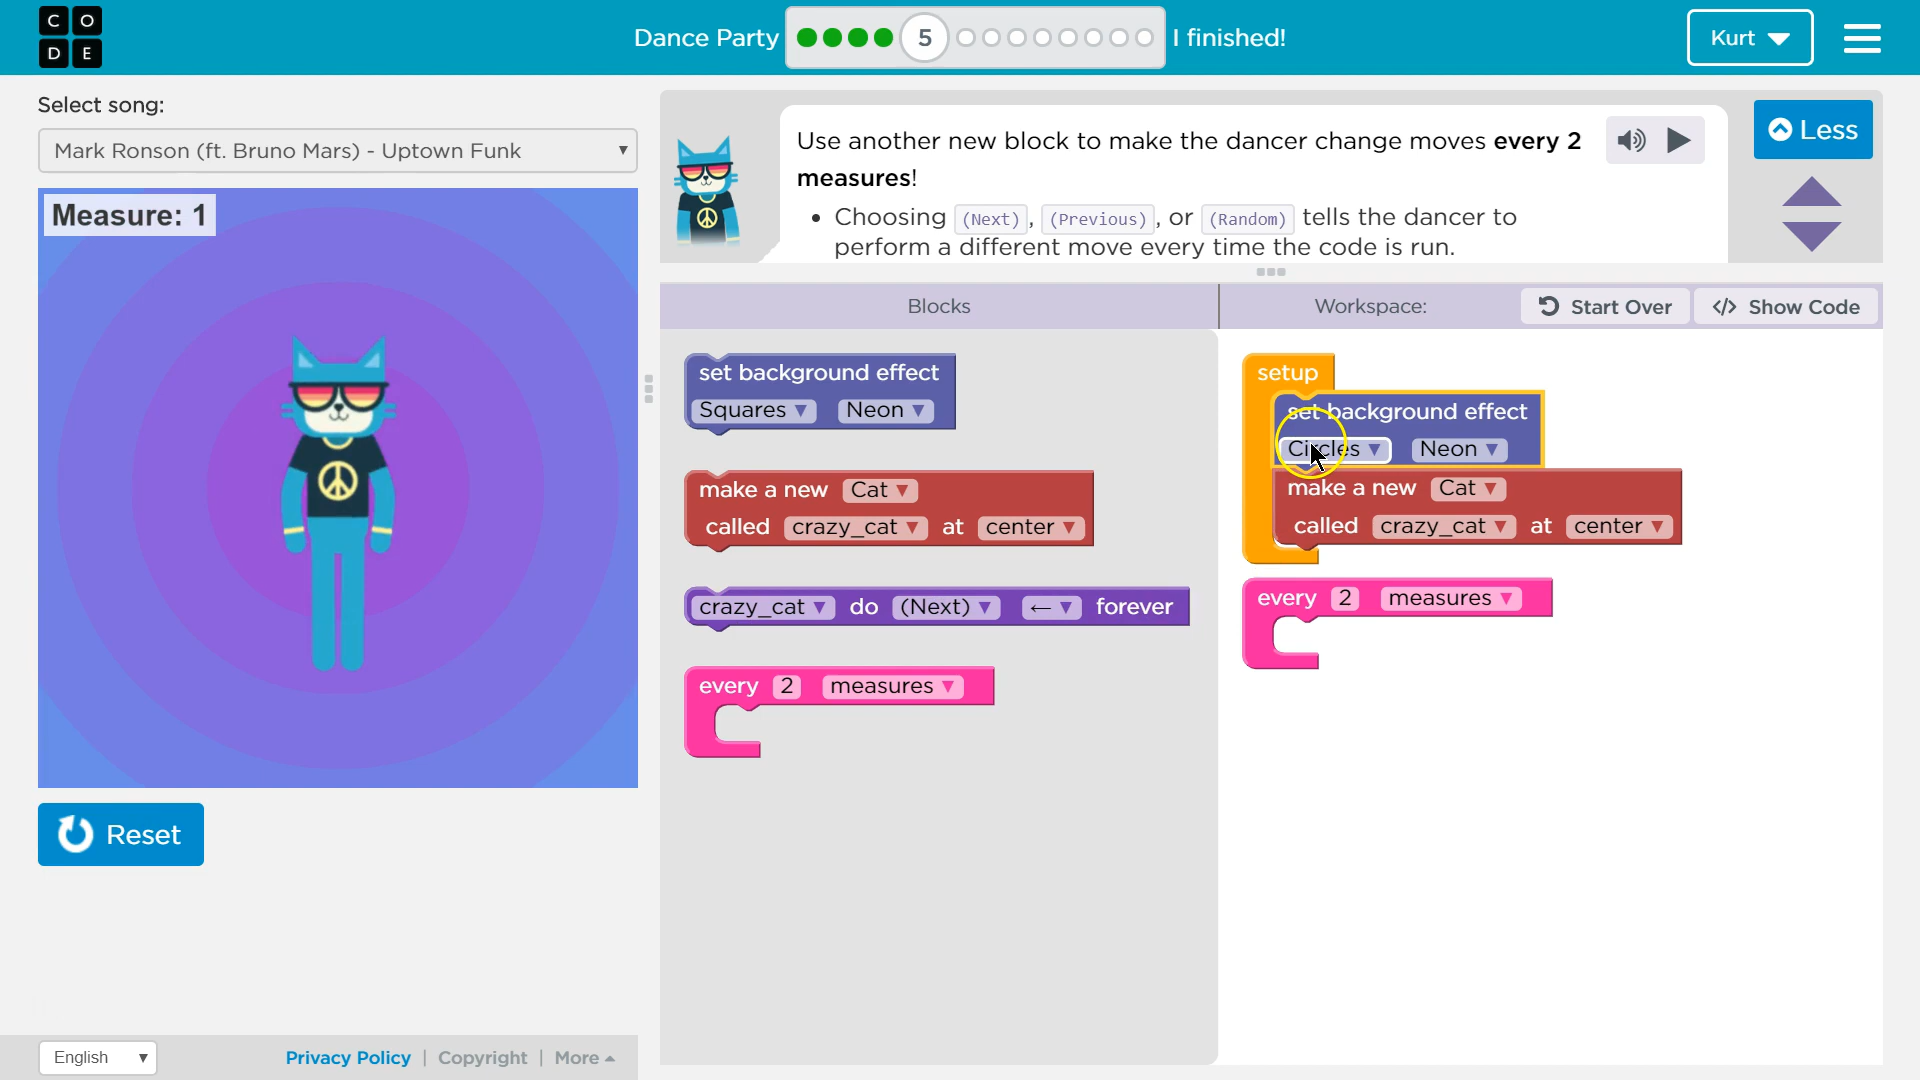 CO
DE
Dance Party
5
I finished!
Kurt
Select song:
Mark Ronson (ft. Bruno Mars) - Uptown Funk
Measure: 1
Reset
English
Privacy Policy | Copyright | More
Use another new block to make the dancer change moves every 2
measures!
• Choosing (Next), (Previous), or (Random) tells the dancer to
perform a different move every time the code is run.
Less
Blocks
Workspace:
Start Over
</> Show Code
set background effect
Squares Neon
make a new Cat
called crazy_cat at center
crazy_cat do (Next) ← forever
every 2 measures
setup
set background effect
Circles Neon
make a new Cat
called crazy_cat at center
every 2 measures